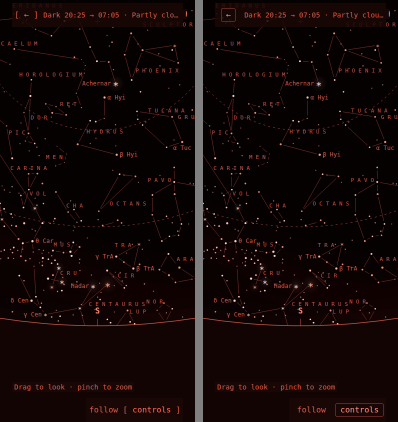 [ ← ] Dark 20:25 → 07:05 · Partly clo… !
CAELUM
HOROLOGIUM
PHOENIX
Achernar
α Hyi
RET
DOR
TUCANA
GRU
PIC
HYDRUS
α Tuc
MEN
β Hyi
CARINA
PAVO
VOL
CHA
OCTANS
θ Car
MUS
TRA
γ TrA
ARA
β TrA
CRU
CIR
Hadar
δ Cen
CENTAURUS
NOR
S
LUP
γ Cen
Drag to look · pinch to zoom
follow [ controls ]
← Dark 20:25 → 07:05 · Partly clou… !
CAELUM
HOROLOGIUM
PHOENIX
Achernar
α Hyi
RET
DOR
TUCANA
GRU
PIC
HYDRUS
α Tuc
MEN
β Hyi
CARINA
PAVO
VOL
CHA
OCTANS
θ Car
MUS
TRA
γ TrA
ARA
β TrA
CRU
CIR
Hadar
δ Cen
CENTAURUS
NOR
S
LUP
γ Cen
Drag to look · pinch to zoom
follow controls